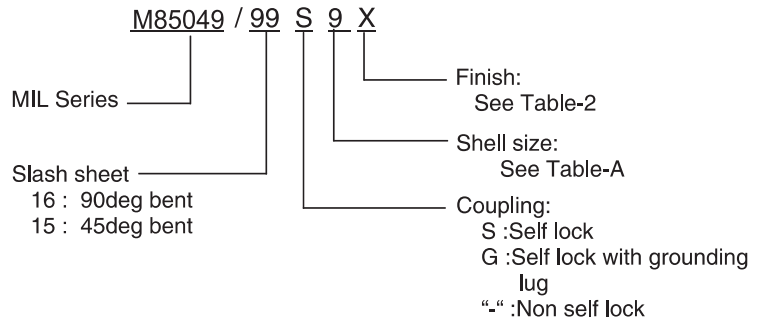 M85049 / 99 S 9 X
MIL Series
Slash sheet
16 : 90deg bent
15 : 45deg bent
Finish:
See Table-2
Shell size:
See Table-A
Coupling:
S :Self lock
G :Self lock with grounding
lug
“-“ :Non self lock